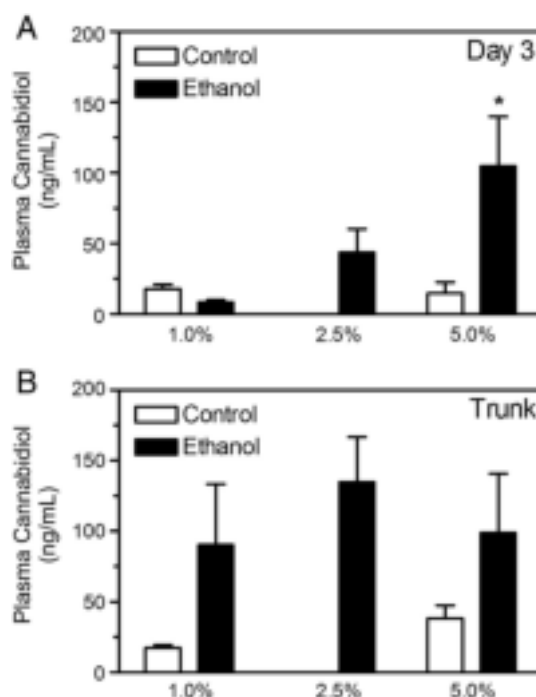 A
Day 3
Control
Ethanol
*
Plasma Cannabidiol
(ng/mL)
200
150
100
50
0
1.0%
2.5%
5.0%
B
Trunk
Control
Ethanol
Plasma Cannabidiol
(ng/mL)
200
150
100
50
0
1.0%
2.5%
5.0%